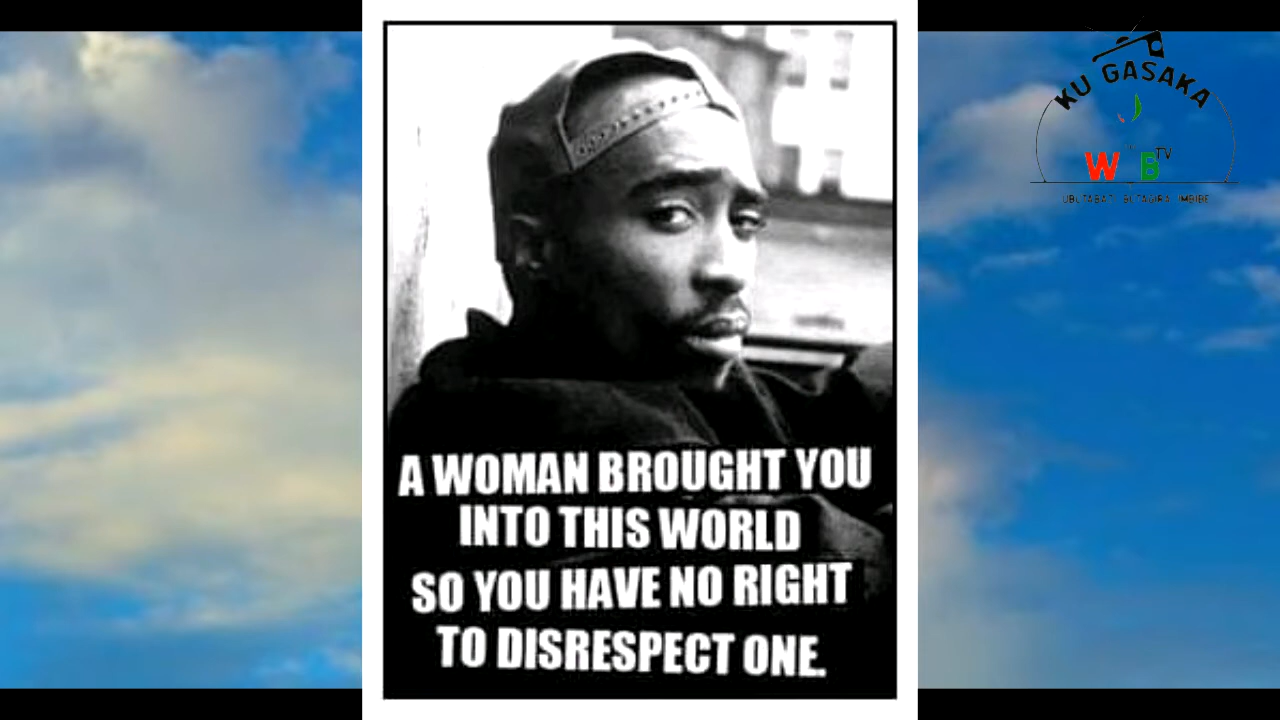 KU GASAKA
W B TV
A WOMAN BROUGHT YOU
INTO THIS WORLD
SO YOU HAVE NO RIGHT
TO DISRESPECT ONE.